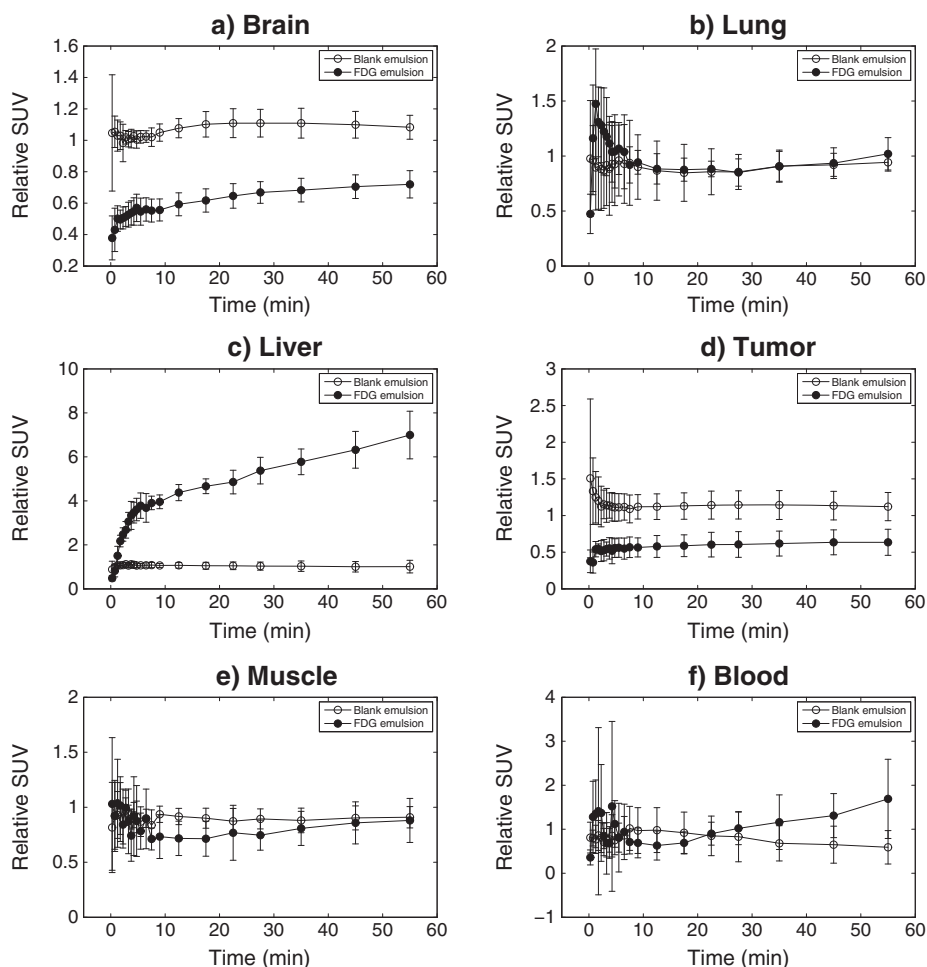 a) Brain
1.6
1.4
1.2
1.0
0.8
0.6
0.4
0.2
Relative SUV
Blank emulsion
FDG emulsion
0 10 20 30 40 50 60
Time (min)
b) Lung
2
1.5
1
0.5
0
Relative SUV
Blank emulsion
FDG emulsion
0 10 20 30 40 50 60
Time (min)
c) Liver
10
8
6
4
2
0
Relative SUV
Blank emulsion
FDG emulsion
0 10 20 30 40 50 60
Time (min)
d) Tumor
3
2.5
2
1.5
1
0.5
0
Relative SUV
Blank emulsion
FDG emulsion
0 10 20 30 40 50 60
Time (min)
e) Muscle
2
1.5
1
0.5
0
Relative SUV
Blank emulsion
FDG emulsion
0 10 20 30 40 50 60
Time (min)
f) Blood
4
3
2
1
0
−1
Relative SUV
Blank emulsion
FDG emulsion
0 10 20 30 40 50 60
Time (min)